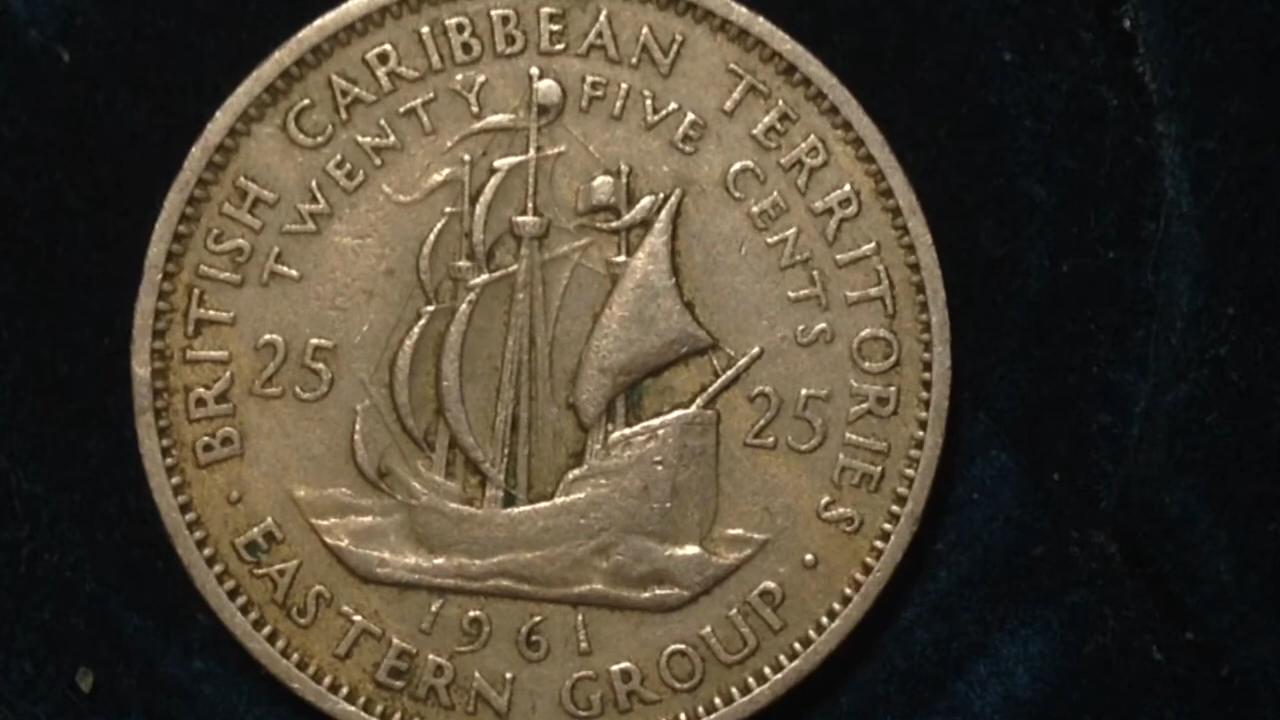 BRITISH CARIBBEAN TERRITORIES
TWENTY FIVE CENTS
25 25
1961
· EASTERN GROUP ·